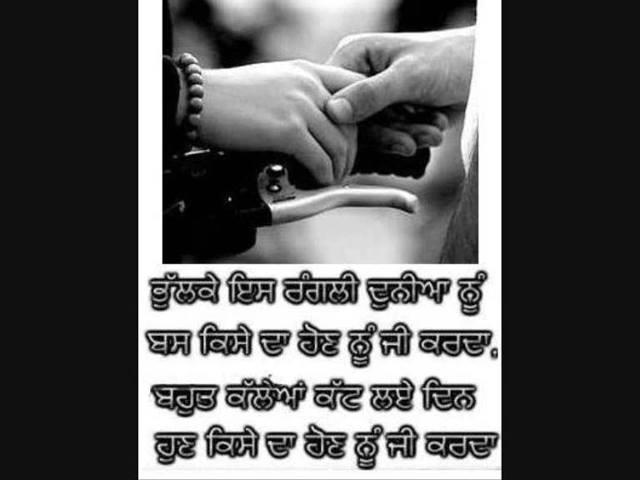 ਭੁੱਲਕੇ ਇਸ ਰੰਗਲੀ ਦੁਨੀਆ ਨੂੰ
ਬਸ ਕਿਸੇ ਦਾ ਹੋਣ ਨੂੰ ਜੀ ਕਰਦਾ,
ਬਹੁਤ ਕੱਲੇਆਂ ਕੱਟ ਲਏ ਦਿਨ
ਹੁਣ ਕਿਸੇ ਦਾ ਹੋਣ ਨੂੰ ਜੀ ਕਰਦਾ